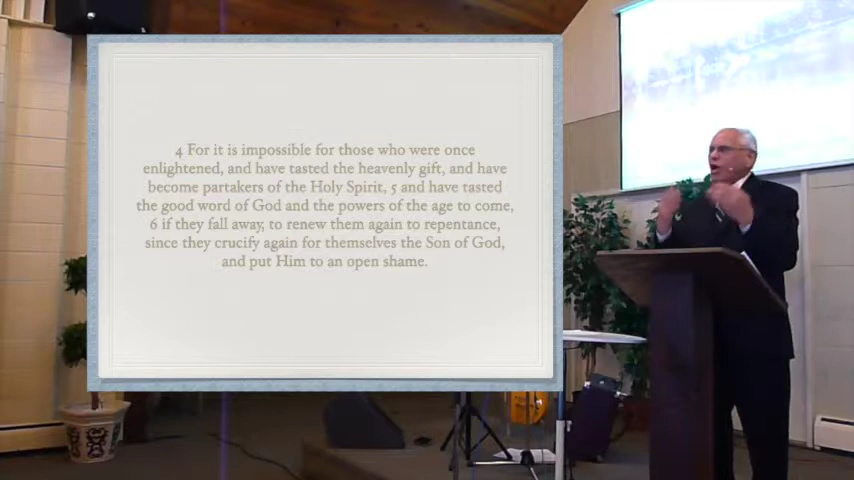 4 For it is impossible for those who were once
enlightened, and have tasted the heavenly gift, and have
become partakers of the Holy Spirit, 5 and have tasted
the good word of God and the powers of the age to come,
6 if they fall away, to renew them again to repentance,
since they crucify again for themselves the Son of God,
and put Him to an open shame.